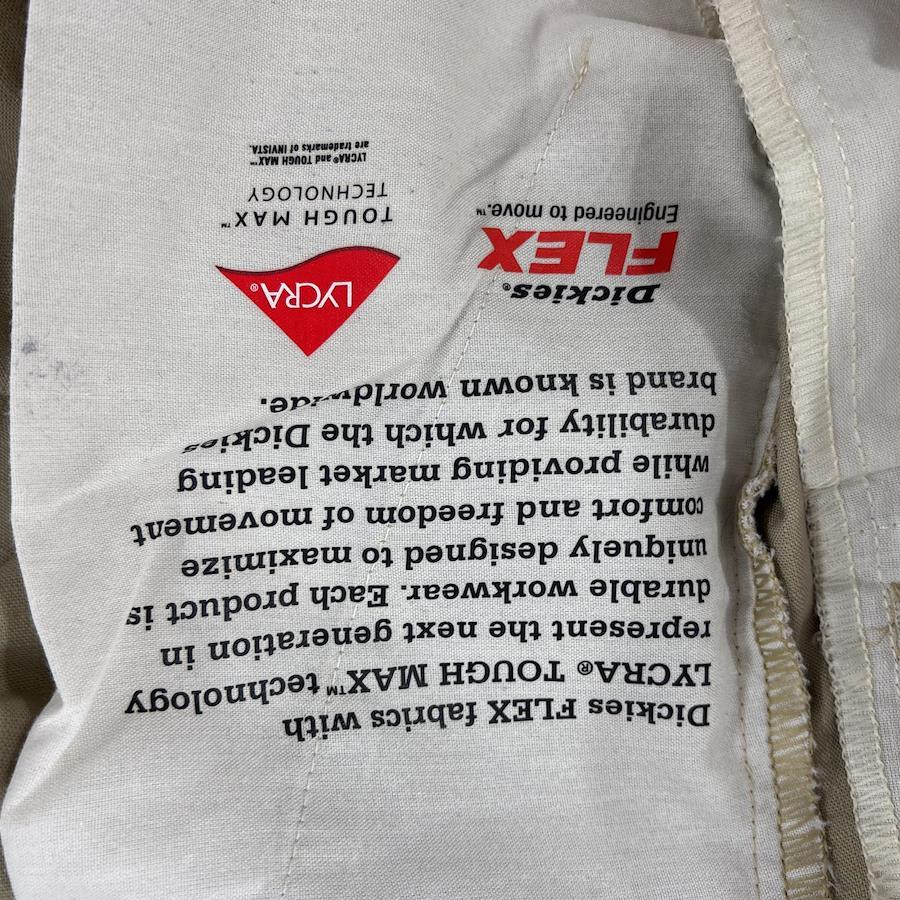 Dickies FLEX fabrics with
LYCRA® TOUGH MAX™ technology
represent the next generation in
durable workwear. Each product is
uniquely designed to maximize
comfort and freedom of movement
while providing market leading
durability for which the Dickies
brand is known worldwide.
Dickies®
FLEX
Engineered to move.™
LYCRA®
TOUGH MAX™
TECHNOLOGY
LYCRA® and TOUGH MAX™
are trademarks of INVISTA.